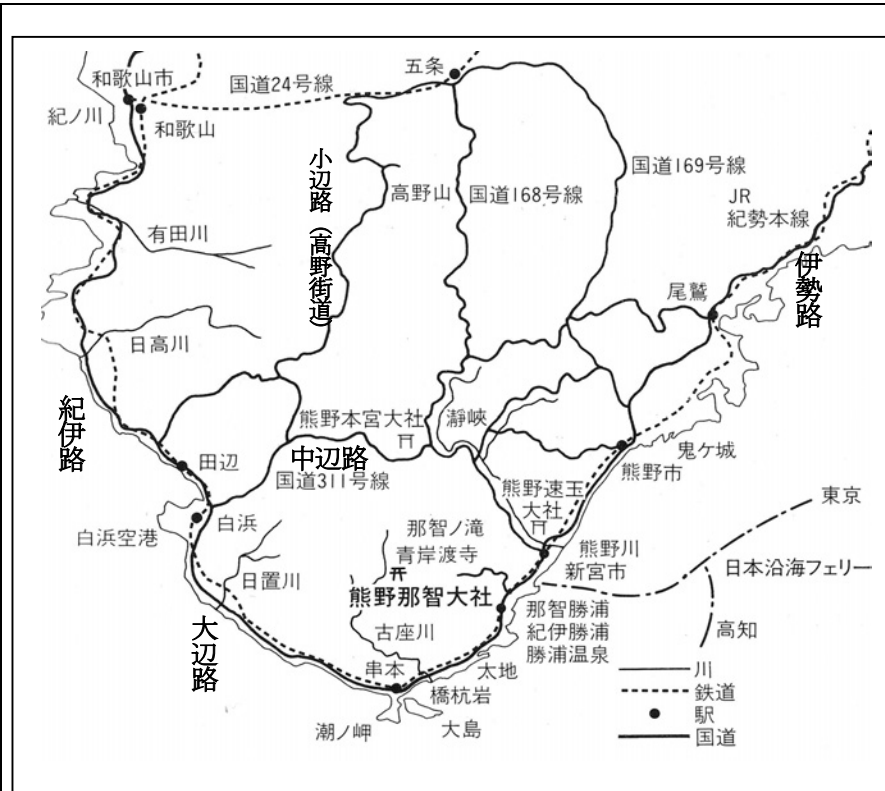 五条
和歌山市
国道24号線
紀ノ川
和歌山
小辺路(高野街道)
高野山
国道168号線
国道169号線
JR
紀勢本線
伊勢路
有田川
尾鷲
日高川
紀伊路
熊野本宮大社
瀞峡
中辺路
国道311号線
田辺
鬼ケ城
熊野市
熊野速玉
大社
東京
白浜
白浜空港
那智ノ滝
青岸渡寺
熊野川
新宮市
日本沿海フェリー
日置川
熊野那智大社
那智勝浦
紀伊勝浦
勝浦温泉
高知
大辺路
古座川
太地
串本
橋杭岩
潮ノ岬
大島
川
鉄道
駅
国道